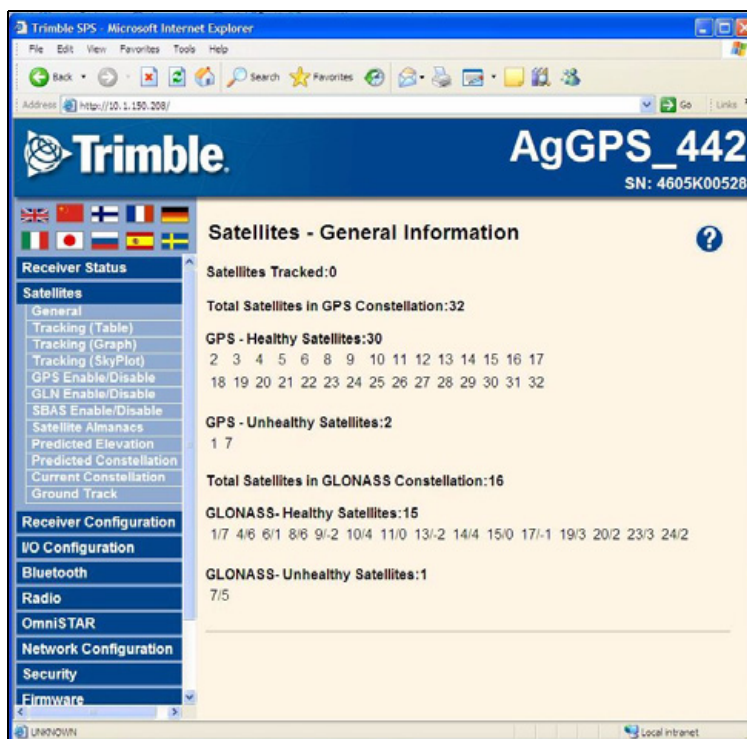 Trimble SPS - Microsoft Internet Explorer
File Edit View Favorites Tools Help
Back Search Favorites
Address http://10.1.150.208/ Go Links
Trimble.
AgGPS_442
SN: 4605K00528
Receiver Status
Satellites
General
Tracking (Table)
Tracking (Graph)
Tracking (SkyPlot)
GPS Enable/Disable
GLN Enable/Disable
SBAS Enable/Disable
Satellite Almanacs
Predicted Elevation
Predicted Constellation
Current Constellation
Ground Track
Receiver Configuration
I/O Configuration
Bluetooth
Radio
OmniSTAR
Network Configuration
Security
Firmware
Satellites - General Information
?
Satellites Tracked:0
Total Satellites in GPS Constellation:32
GPS - Healthy Satellites:30
2 3 4 5 6 8 9 10 11 12 13 14 15 16 17
18 19 20 21 22 23 24 25 26 27 28 29 30 31 32
GPS - Unhealthy Satellites:2
1 7
Total Satellites in GLONASS Constellation:16
GLONASS- Healthy Satellites:15
1/7 4/6 6/1 8/6 9/-2 10/4 11/0 13/-2 14/4 15/0 17/-1 19/3 20/2 23/3 24/2
GLONASS- Unhealthy Satellites:1
7/5
UNKNOWN
Local intranet